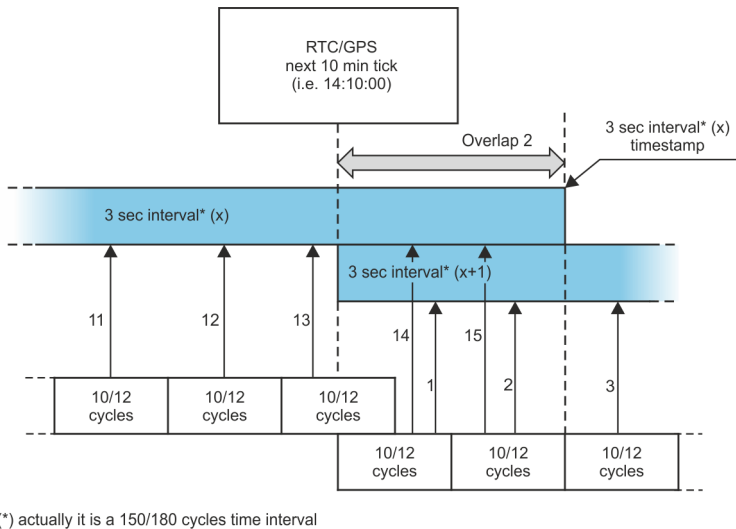 RTC/GPS
next 10 min tick
(i.e. 14:10:00)
Overlap 2
3 sec interval* (x)
timestamp
3 sec interval* (x)
3 sec interval* (x+1)
11
12
13
14
15
1
2
3
10/12
cycles
10/12
cycles
10/12
cycles
10/12
cycles
10/12
cycles
10/12
cycles
(*) actually it is a 150/180 cycles time interval